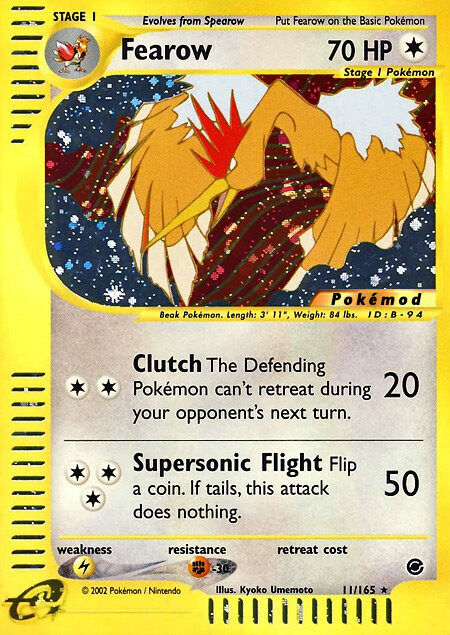 STAGE 1 Evolves from Spearow Put Fearow on the Basic Pokémon
Fearow 70 HP
Stage 1 Pokémon
Pokémod
Beak Pokémon. Length: 3' 11", Weight: 84 lbs. ID:B-94
Clutch The Defending
Pokémon can't retreat during 20
your opponent's next turn.
Supersonic Flight Flip
a coin. If tails, this attack 50
does nothing.
weakness resistance retreat cost
-30
©2002 Pokémon / Nintendo Illus. Kyoko Umemoto 11/165 ★